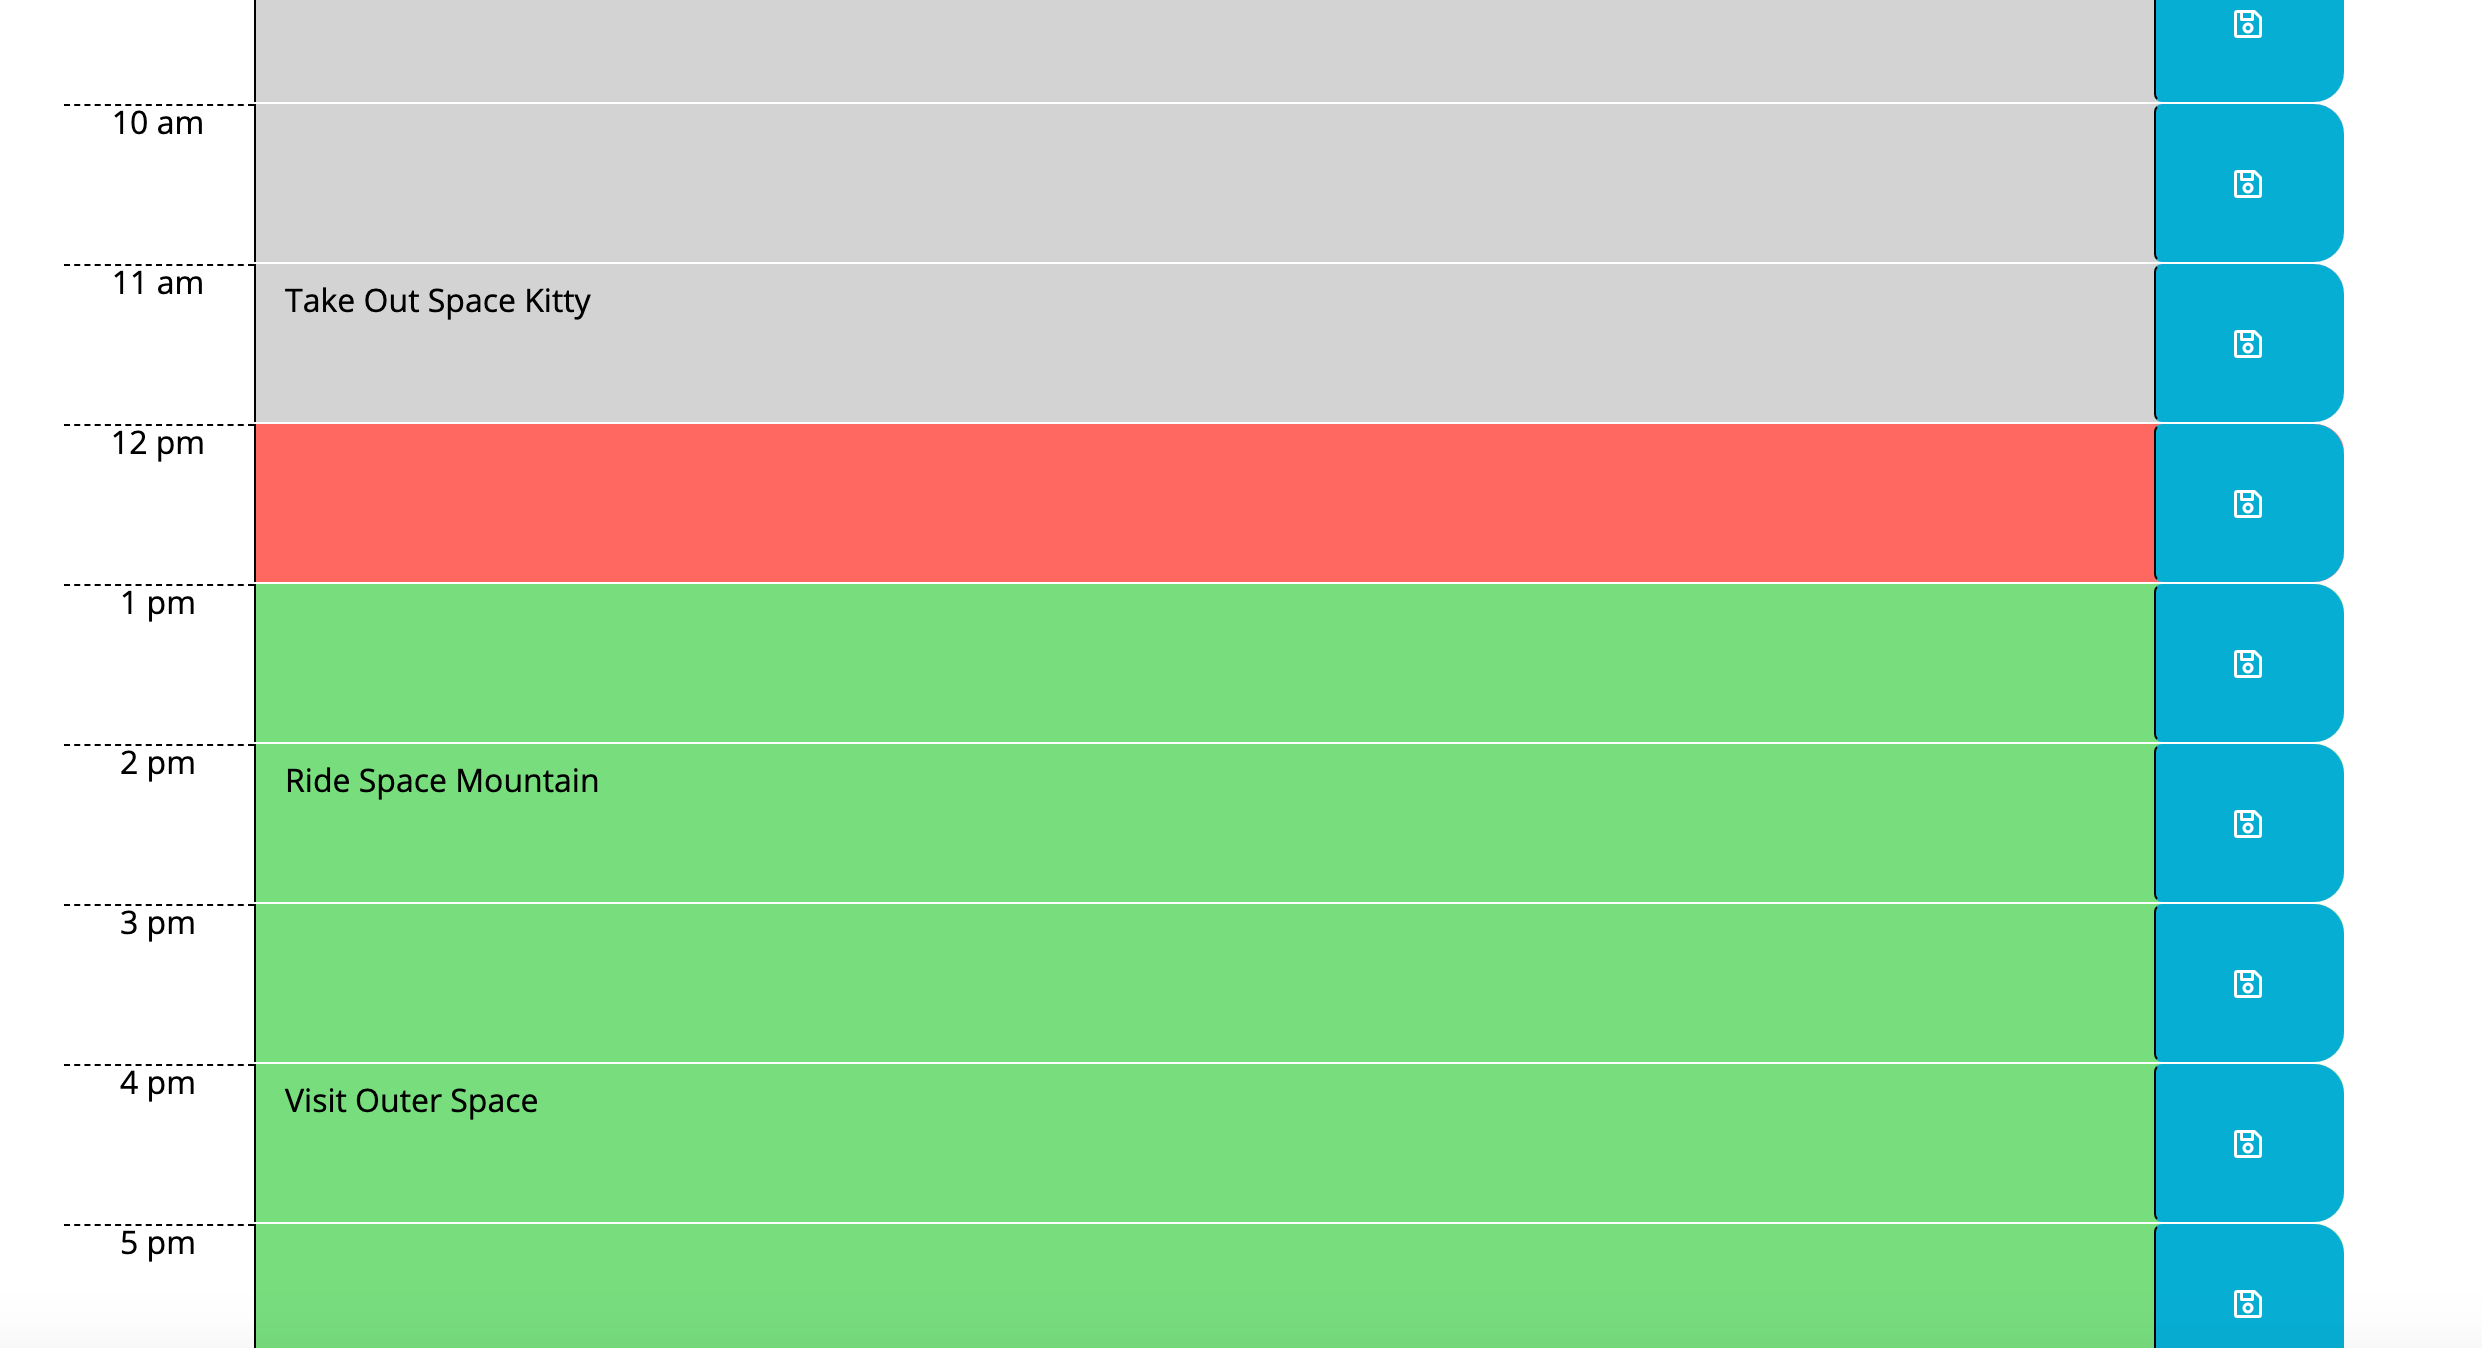 10 am
11 am
Take Out Space Kitty
12 pm
1 pm
2 pm
Ride Space Mountain
3 pm
4 pm
Visit Outer Space
5 pm